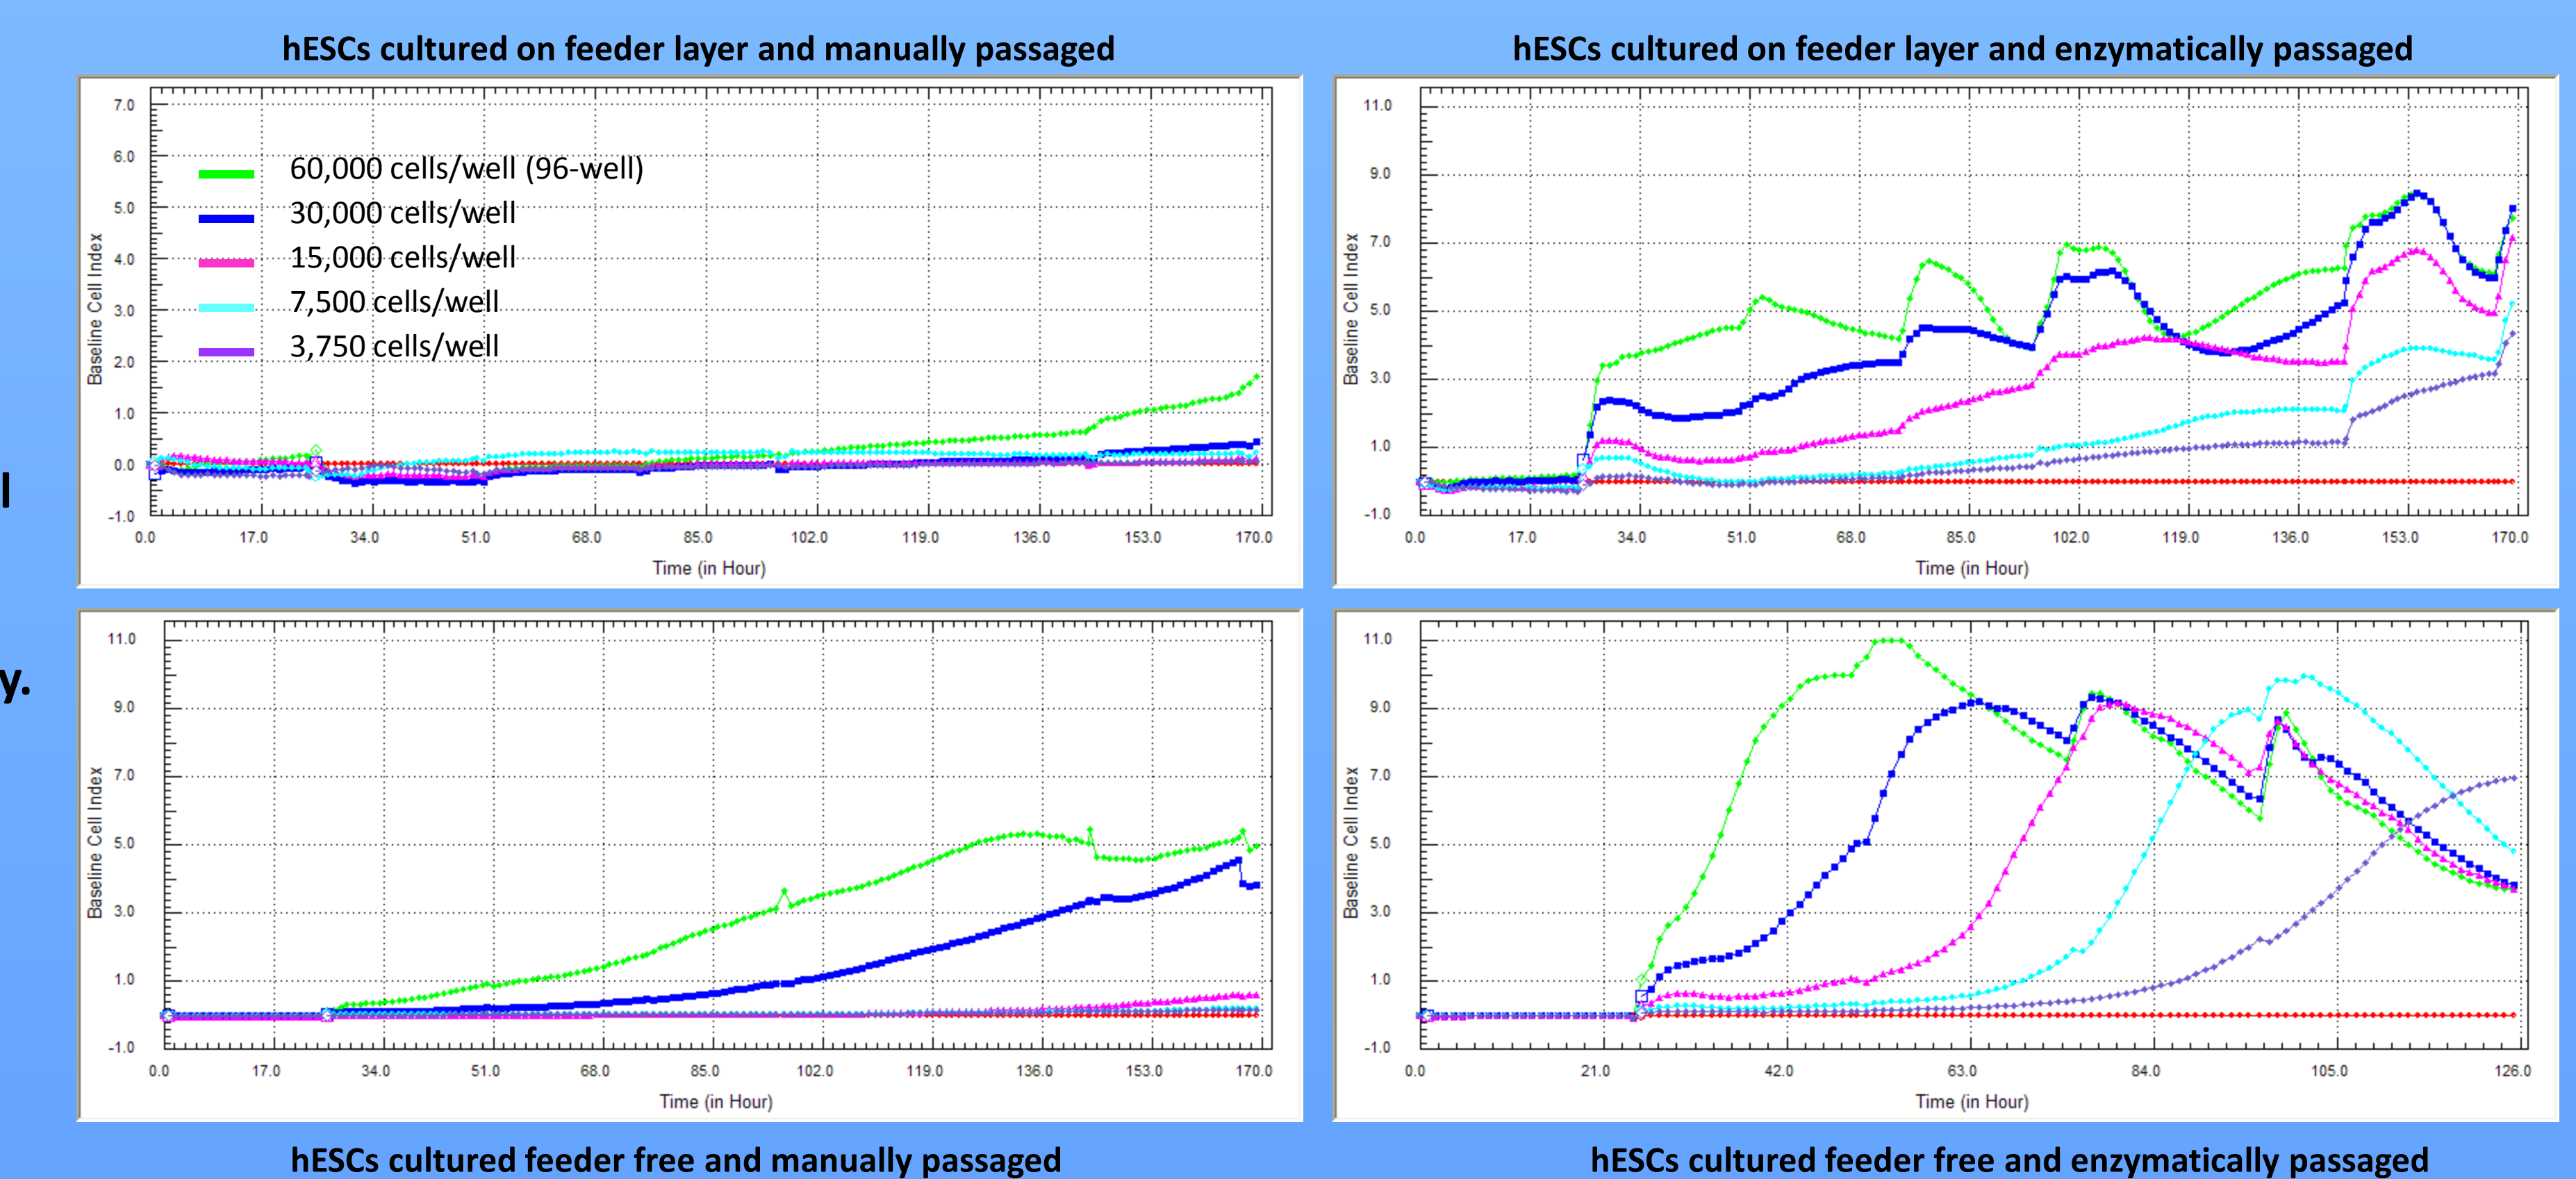 hESCs cultured on feeder layer and manually passaged
7.0
6.0
5.0
4.0
3.0
2.0
1.0
0.0
-1.0
Baseline Cell Index
60,000 cells/well (96-well)
30,000 cells/well
15,000 cells/well
7,500 cells/well
3,750 cells/well
0.0 17.0 34.0 51.0 68.0 85.0 102.0 119.0 136.0 153.0 170.0
Time (in Hour)
hESCs cultured on feeder layer and enzymatically passaged
11.0
9.0
7.0
5.0
3.0
1.0
-1.0
Baseline Cell Index
0.0 17.0 34.0 51.0 68.0 85.0 102.0 119.0 136.0 153.0 170.0
Time (in Hour)
l
y.
11.0
9.0
7.0
5.0
3.0
1.0
-1.0
Baseline Cell Index
0.0 17.0 34.0 51.0 68.0 85.0 102.0 119.0 136.0 153.0 170.0
Time (in Hour)
hESCs cultured feeder free and manually passaged
11.0
9.0
7.0
5.0
3.0
1.0
-1.0
Baseline Cell Index
0.0 21.0 42.0 63.0 84.0 105.0 126.0
Time (in Hour)
hESCs cultured feeder free and enzymatically passaged